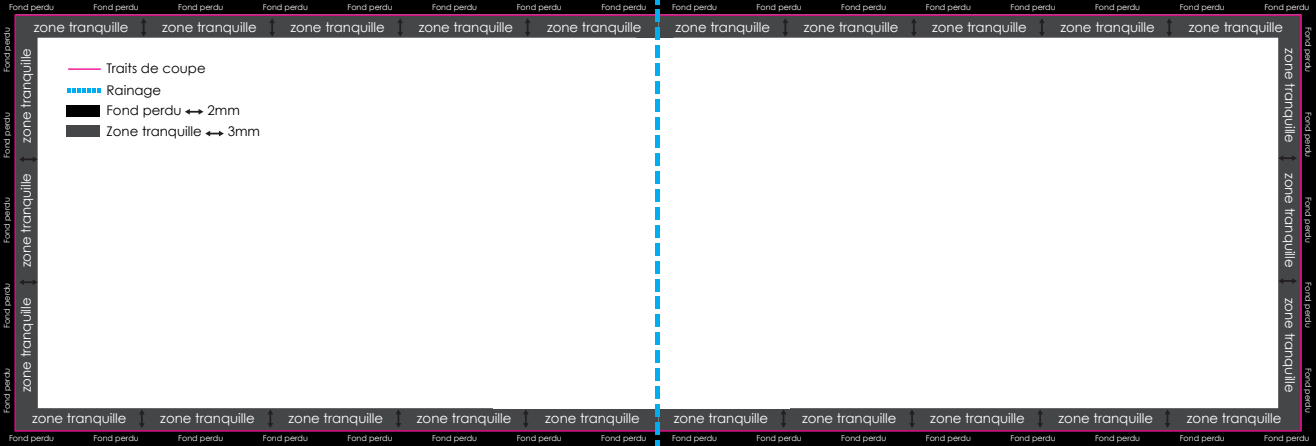 Fond perdu Fond perdu Fond perdu Fond perdu Fond perdu Fond perdu Fond perdu Fond perdu Fond perdu Fond perdu Fond perdu Fond perdu Fond perdu Fond perdu Fond perdu Fond perdu
zone tranquille zone tranquille zone tranquille zone tranquille zone tranquille zone tranquille zone tranquille zone tranquille zone tranquille zone tranquille
Fond perdu
Fond perdu
Fond perdu
Fond perdu
Fond perdu
zone tranquille
zone tranquille
zone tranquille
Traits de coupe
Rainage
Fond perdu ↔ 2mm
Zone tranquille ↔ 3mm
zone tranquille
zone tranquille
zone tranquille
Fond perdu
Fond perdu
Fond perdu
Fond perdu
Fond perdu
zone tranquille zone tranquille zone tranquille zone tranquille zone tranquille zone tranquille zone tranquille zone tranquille zone tranquille zone tranquille
Fond perdu Fond perdu Fond perdu Fond perdu Fond perdu Fond perdu Fond perdu Fond perdu Fond perdu Fond perdu Fond perdu Fond perdu Fond perdu Fond perdu Fond perdu Fond perdu